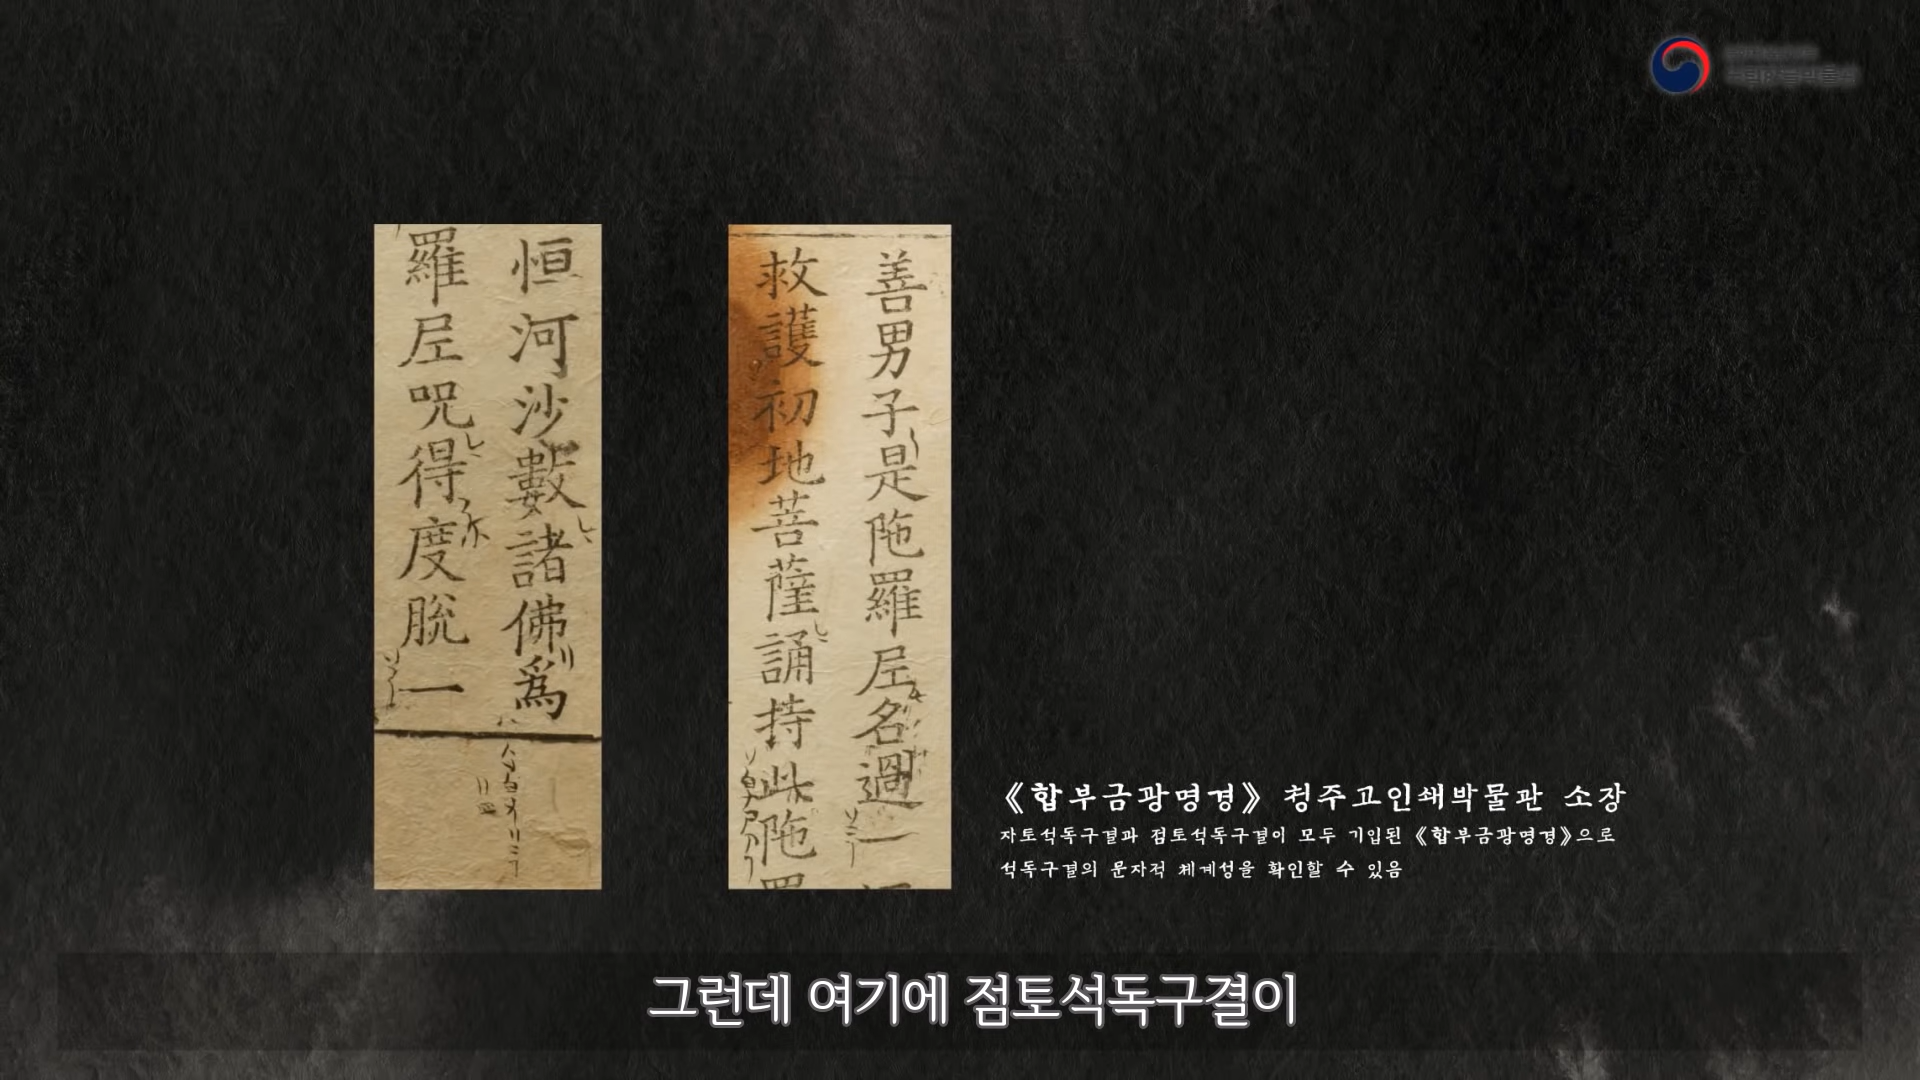 恒河沙數諸佛爲
羅𡰱呪得度脫一
善男子是陁羅𡰱名過一
救護初地菩薩誦持此陁羅
《합부금광명경》 청주고인쇄박물관 소장
자토석독구결과 점토석독구결이 모두 기입된 《합부금광명경》으로
석독구결의 문자적 체계성을 확인할 수 있음
그런데 여기에 점토석독구결이